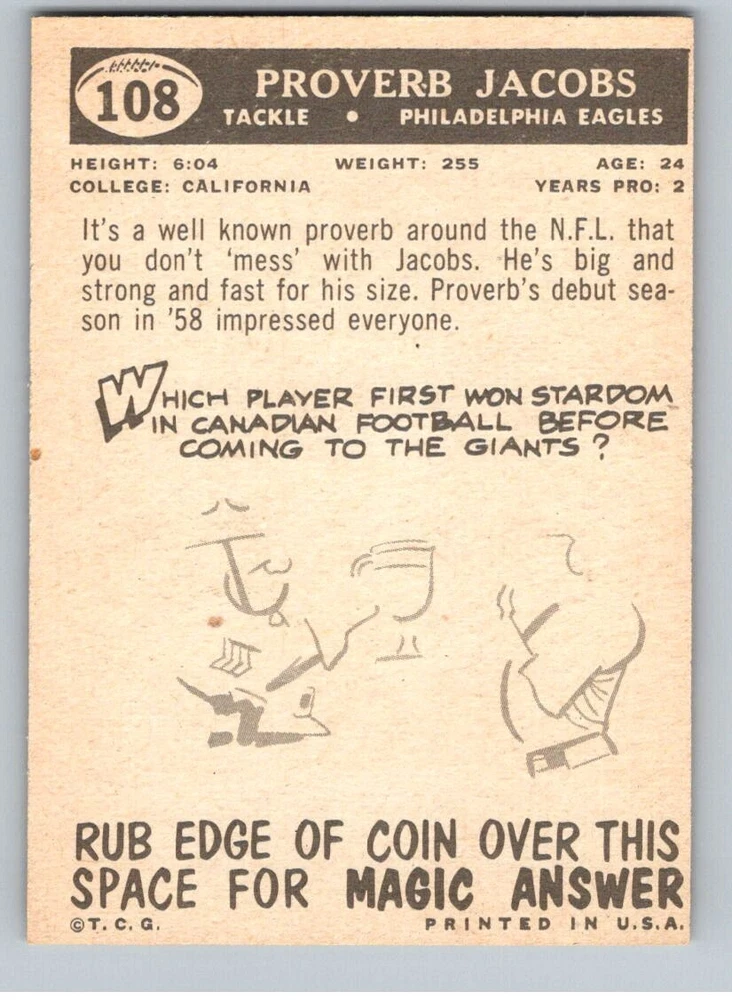 108
PROVERB JACOBS
TACKLE • PHILADELPHIA EAGLES
HEIGHT: 6:04 WEIGHT: 255 AGE: 24
COLLEGE: CALIFORNIA YEARS PRO: 2
It's a well known proverb around the N.F.L. that
you don't 'mess' with Jacobs. He's big and
strong and fast for his size. Proverb's debut sea-
son in '58 impressed everyone.
WHICH PLAYER FIRST WON STARDOM
IN CANADIAN FOOTBALL BEFORE
COMING TO THE GIANTS?
RUB EDGE OF COIN OVER THIS
SPACE FOR MAGIC ANSWER
©T. C. G. PRINTED IN U.S.A.